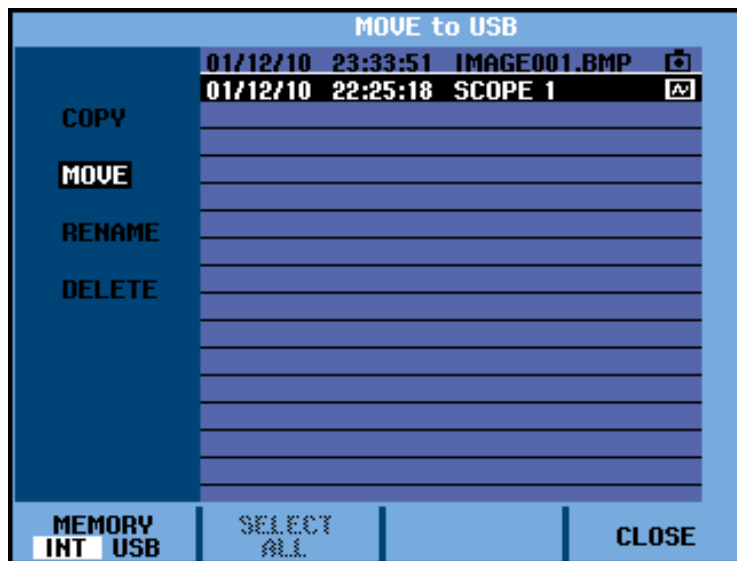 MOVE to USB
01/12/10 23:33:51 IMAGE001.BMP
01/12/10 22:25:18 SCOPE 1
COPY
MOVE
RENAME
DELETE
MEMORY
INT USB
SELECT
ALL
CLOSE